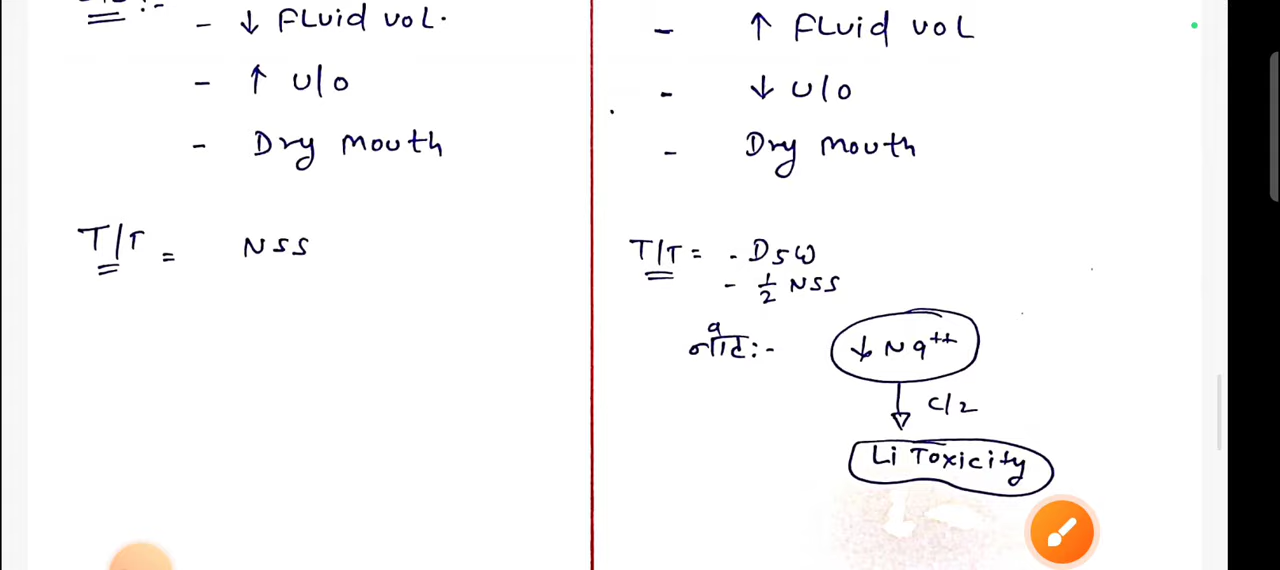 :-
- ↓ Fluid vol.
- ↑ U/o
- Dry mouth
T/T = NSS
- ↑ Fluid vol
- ↓ U/o
- Dry mouth
T/T = - D5W
- 1/2 NSS
नोट:- ↓ Na++
C/2
Li Toxicity